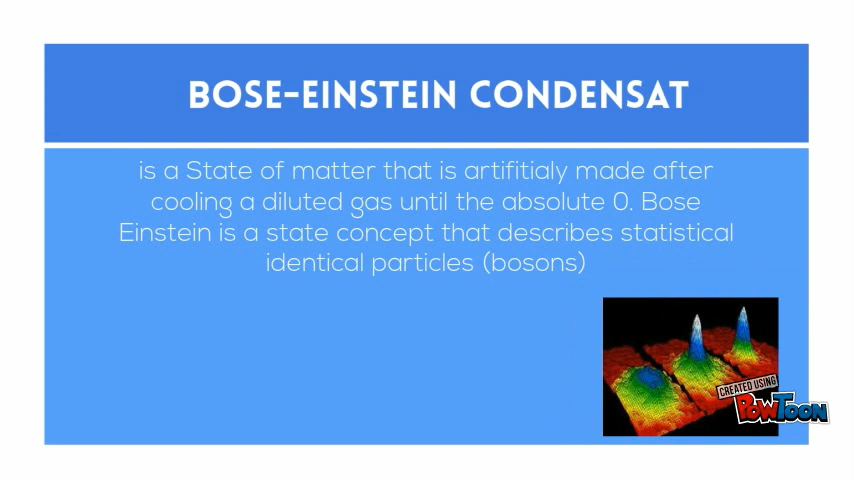 BOSE-EINSTEIN CONDENSAT
is a State of matter that is artifitialy made after
cooling a diluted gas until the absolute 0. Bose
Einstein is a state concept that describes statistical
identical particles (bosons)
CREATED USING
POWTOON